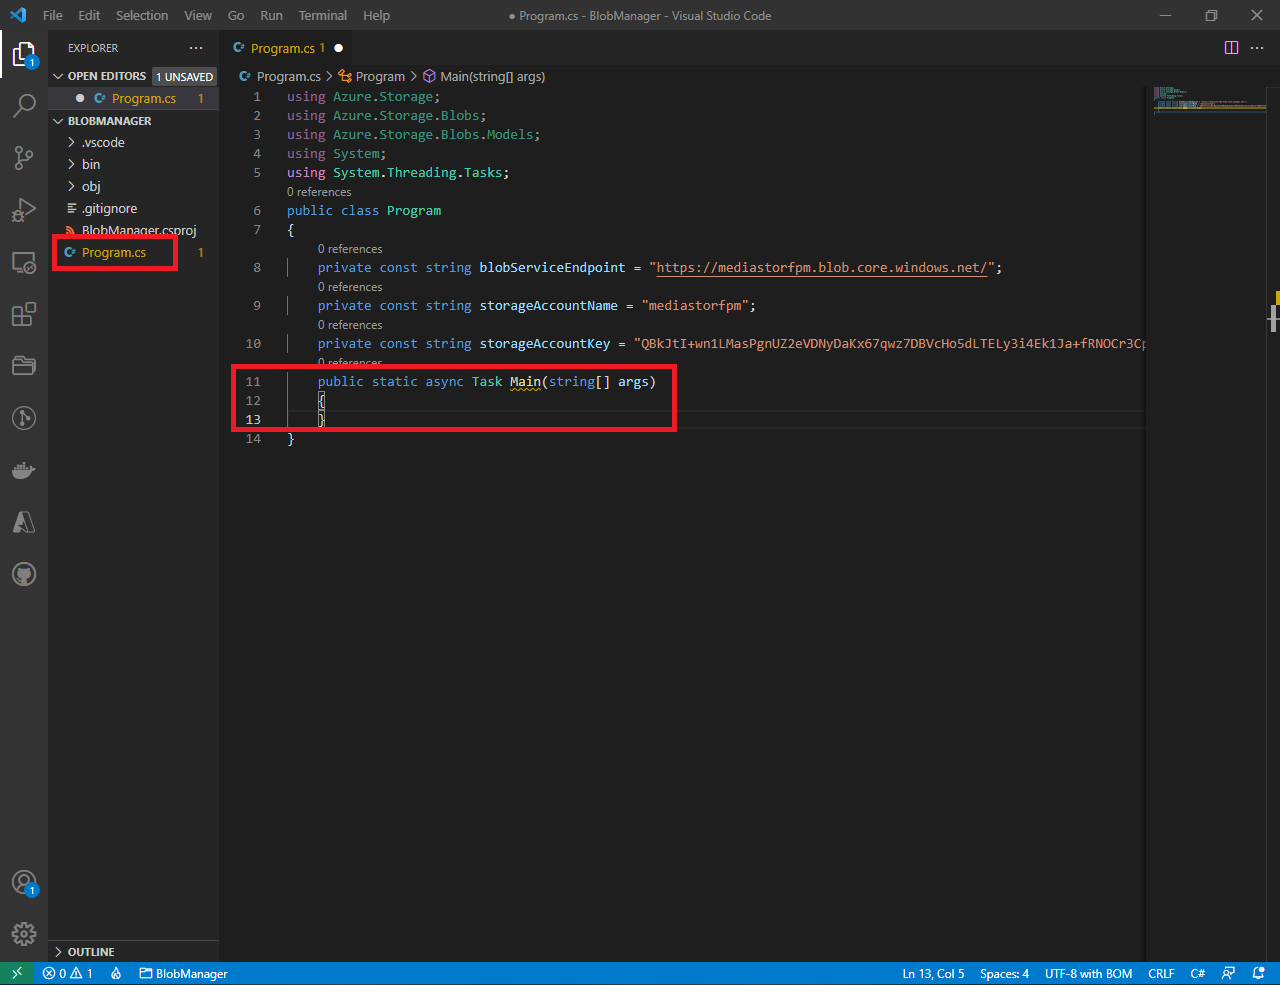 File Edit Selection View Go Run Terminal Help ● Program.cs - BlobManager - Visual Studio Code
EXPLORER ···
OPEN EDITORS 1 UNSAVED
Program.cs 1
BLOBMANAGER
.vscode
bin
obj
.gitignore
BlobManager.csproj
Program.cs 1
OUTLINE
1
1
Program.cs 1
Program.cs > Program > Main(string[] args)
1 using Azure.Storage;
2 using Azure.Storage.Blobs;
3 using Azure.Storage.Blobs.Models;
4 using System;
5 using System.Threading.Tasks;
0 references
6 public class Program
7 {
0 references
8 private const string blobServiceEndpoint = "https://mediastorfpm.blob.core.windows.net/";
0 references
9 private const string storageAccountName = "mediastorfpm";
0 references
10 private const string storageAccountKey = "QBkJtI+wn1LMasPgnUZ2eVDNyDaKx67qwz7DBVcHo5dLTELy3i4Ek1Ja+fRNOCr3Cp
0 references
11 public static async Task Main(string[] args)
12 {
13 }
14 }
0 1 BlobManager Ln 13, Col 5 Spaces: 4 UTF-8 with BOM CRLF C#